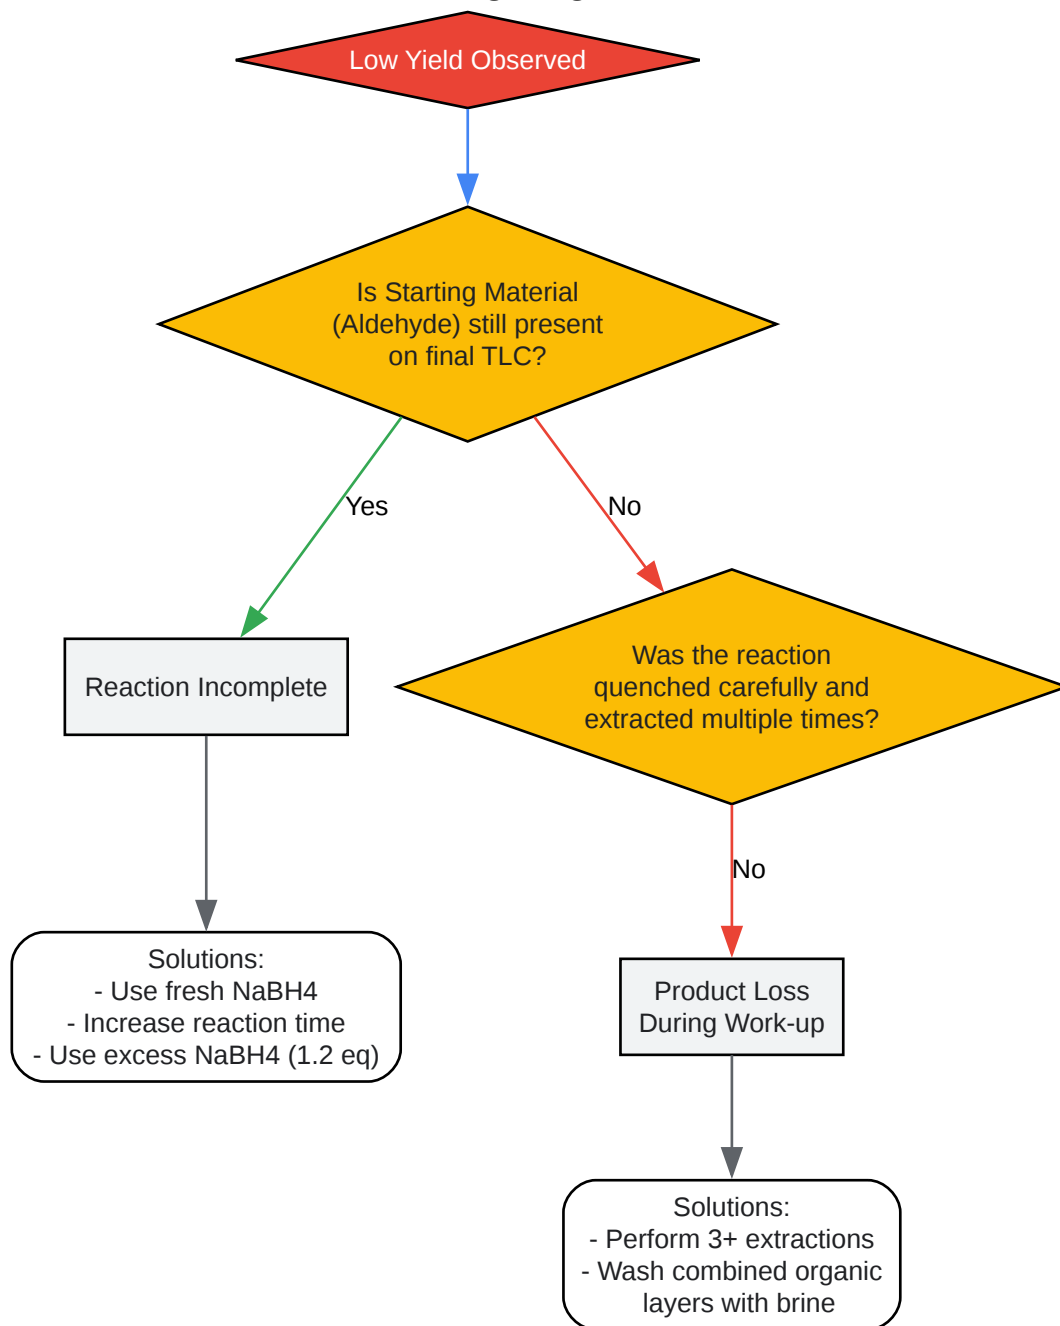 Low Yield Observed
Is Starting Material
(Aldehyde) still present
on final TLC?
Yes
No
Reaction Incomplete
Was the reaction
quenched carefully and
extracted multiple times?
No
Solutions:
- Use fresh NaBH4
- Increase reaction time
- Use excess NaBH4 (1.2 eq)
Product Loss
During Work-up
Solutions:
- Perform 3+ extractions
- Wash combined organic
layers with brine